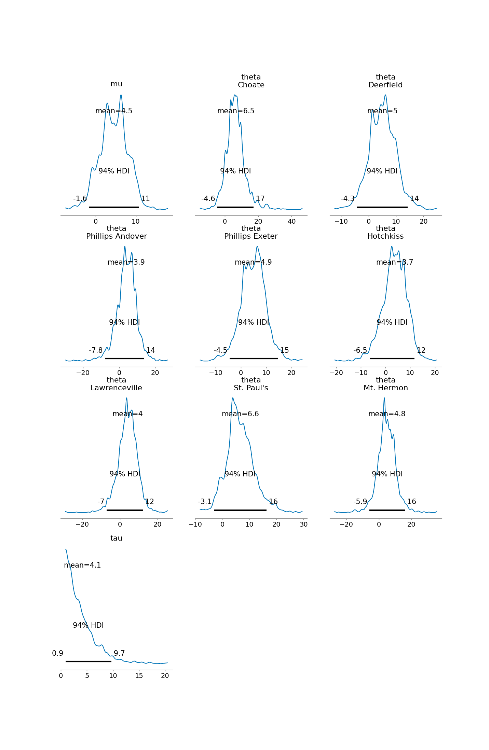 mu
mean=4.5
94% HDI
-1.6 11
0 10
theta
Choate
mean=6.5
94% HDI
-4.6 17
0 20 40
theta
Deerfield
mean=5
94% HDI
-4.3 14
−10 0 10 20
theta
Phillips Andover
mean=3.9
94% HDI
-7.8 14
−20 0 20
theta
Phillips Exeter
mean=4.9
94% HDI
-4.5 15
−10 0 10 20
theta
Hotchkiss
mean=3.7
94% HDI
-6.5 12
−20 −10 0 10 20
theta
Lawrenceville
mean=4
94% HDI
7 12
−20 0 20
theta
St. Paul's
mean=6.6
94% HDI
3.1 16
−10 0 10 20 30
theta
Mt. Hermon
mean=4.8
94% HDI
5.9 16
−20 0 20
tau
mean=4.1
94% HDI
0.9 9.7
0 5 10 15 20